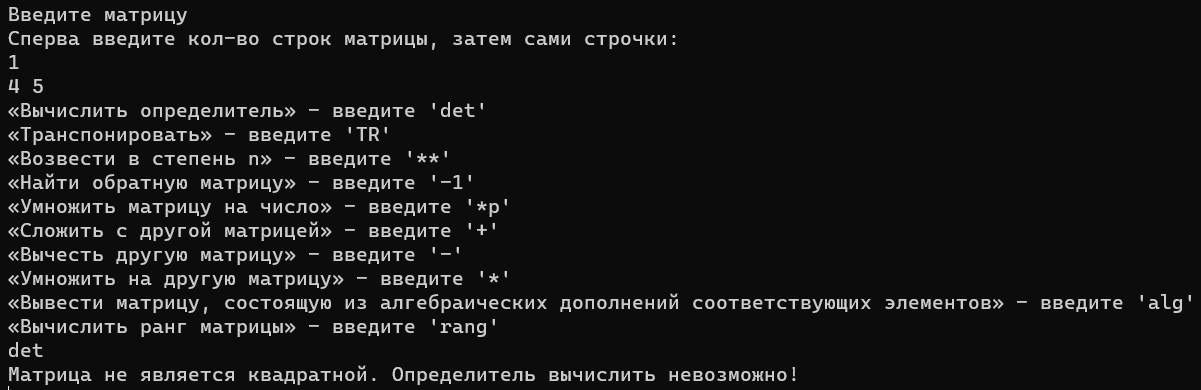 Введите матрицу
Сперва введите кол-во строк матрицы, затем сами строчки:
1
4 5
«Вычислить определитель» - введите 'det'
«Транспонировать» - введите 'TR'
«Возвести в степень n» - введите '**'
«Найти обратную матрицу» - введите '-1'
«Умножить матрицу на число» - введите '*p'
«Сложить с другой матрицей» - введите '+'
«Вычесть другую матрицу» - введите '-'
«Умножить на другую матрицу» - введите '*'
«Вывести матрицу, состоящую из алгебраических дополнений соответствующих элементов» - введите 'alg'
«Вычислить ранг матрицы» - введите 'rang'
det
Матрица не является квадратной. Определитель вычислить невозможно!